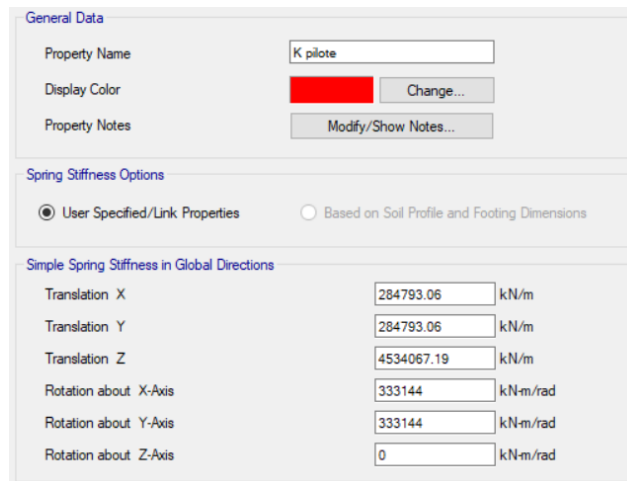 General Data
Property Name K pilote
Display Color Change...
Property Notes Modify/Show Notes...
Spring Stiffness Options
User Specified/Link Properties Based on Soil Profile and Footing Dimensions
Simple Spring Stiffness in Global Directions
Translation X 284793.06 kN/m
Translation Y 284793.06 kN/m
Translation Z 4534067.19 kN/m
Rotation about X-Axis 333144 kN-m/rad
Rotation about Y-Axis 333144 kN-m/rad
Rotation about Z-Axis 0 kN-m/rad